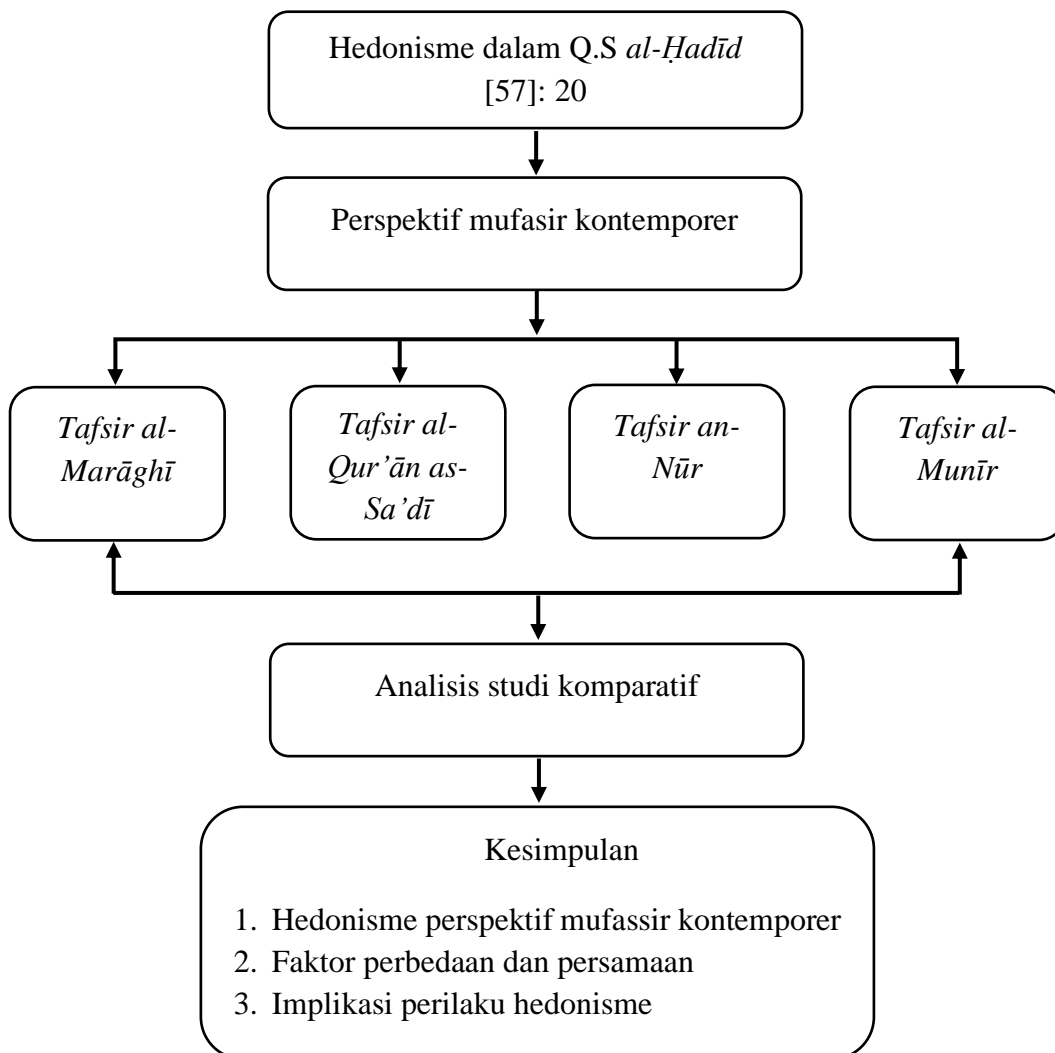 Hedonisme dalam Q.S al-Ḥadīd
[57]: 20
Perspektif mufasir kontemporer
Tafsir al-
Marāghī
Tafsir al-
Qur’ān as-
Sa’dī
Tafsir an-
Nūr
Tafsir al-
Munīr
Analisis studi komparatif
Kesimpulan
1. Hedonisme perspektif mufassir kontemporer
2. Faktor perbedaan dan persamaan
3. Implikasi perilaku hedonisme